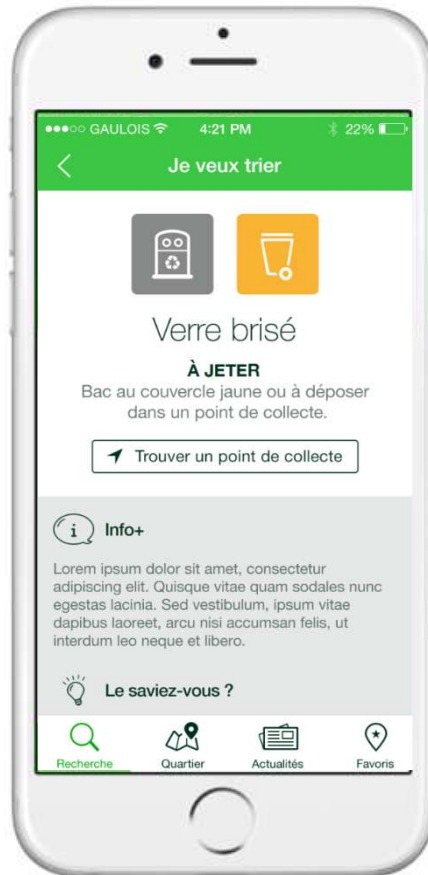 GAULOIS 4:21 PM 22%
Je veux trier
Verre brisé
À JETER
Bac au couvercle jaune ou à déposer
dans un point de collecte.
Trouver un point de collecte
i Info+
Lorem ipsum dolor sit amet, consectetur
adipiscing elit. Quisque vitae quam sodales nunc
egestas lacinia. Sed vestibulum, ipsum vitae
dapibus laoreet, arcu nisi accumsan felis, ut
interdum leo neque et libero.
Le saviez-vous ?
Recherche Quartier Actualités Favoris